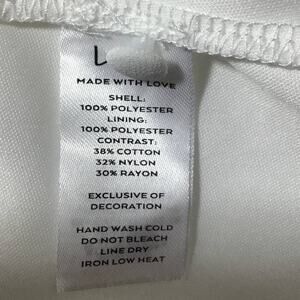 L
MADE WITH LOVE
SHELL:
100% POLYESTER
LINING:
100% POLYESTER
CONTRAST:
38% COTTON
32% NYLON
30% RAYON
EXCLUSIVE OF
DECORATION
HAND WASH COLD
DO NOT BLEACH
LINE DRY
IRON LOW HEAT